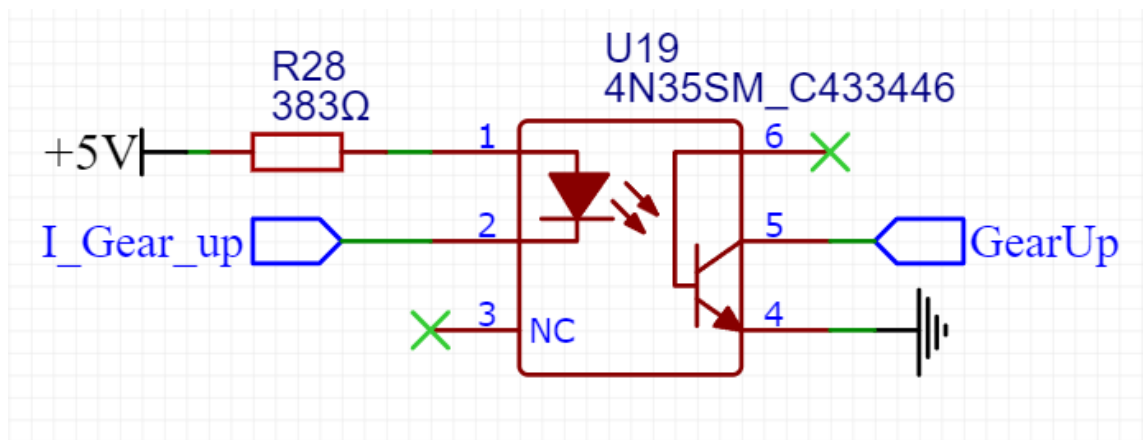 R28
383Ω
U19
4N35SM_C433446
+5V
1
6
I_Gear_up
2
5
GearUp
3
NC
4